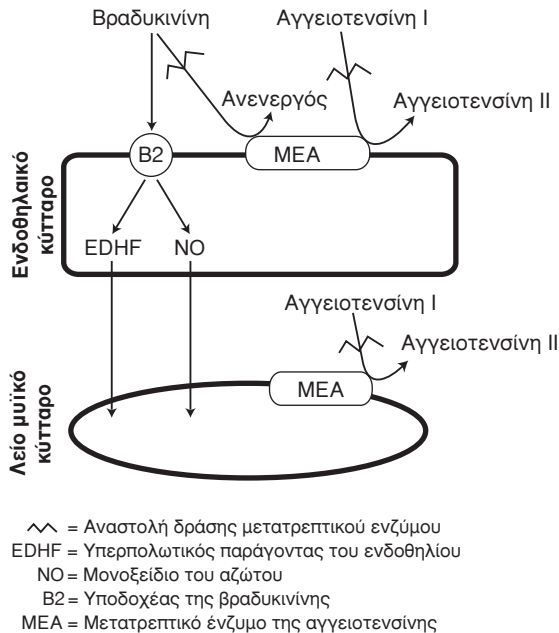 Βραδυκινίνη
Αγγειοτενσίνη I
Ανενεργός
Αγγειοτενσίνη II
B2
MEA
Ενδοθηλαικό
κύτταρο
EDHF
NO
Αγγειοτενσίνη I
Αγγειοτενσίνη II
MEA
Λείο μυϊκό
κύτταρο
= Αναστολή δράσης μετατρεπτικού ενζύμου
EDHF = Υπερπολωτικός παράγοντας του ενδοθηλίου
NO = Μονοξείδιο του αζώτου
B2 = Υποδοχέας της βραδυκινίνης
MEA = Μετατρεπτικό ένζυμο της αγγειοτενσίνης